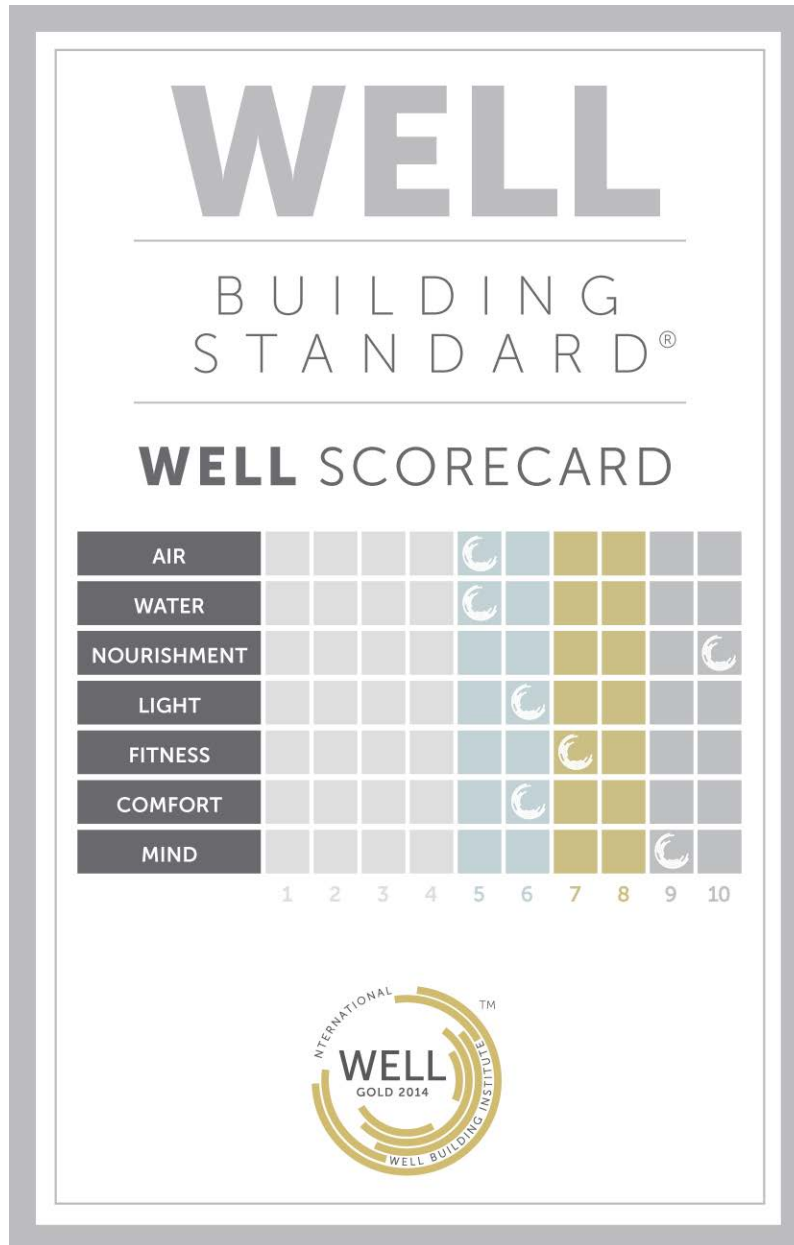 WELL
BUILDING
STANDARD®
WELL SCORECARD
AIR
WATER
NOURISHMENT
LIGHT
FITNESS
COMFORT
MIND
1 2 3 4 5 6 7 8 9 10
NTERNATIONAL
TM
WELL
GOLD 2014
WELL BUILDING INSTITUTE